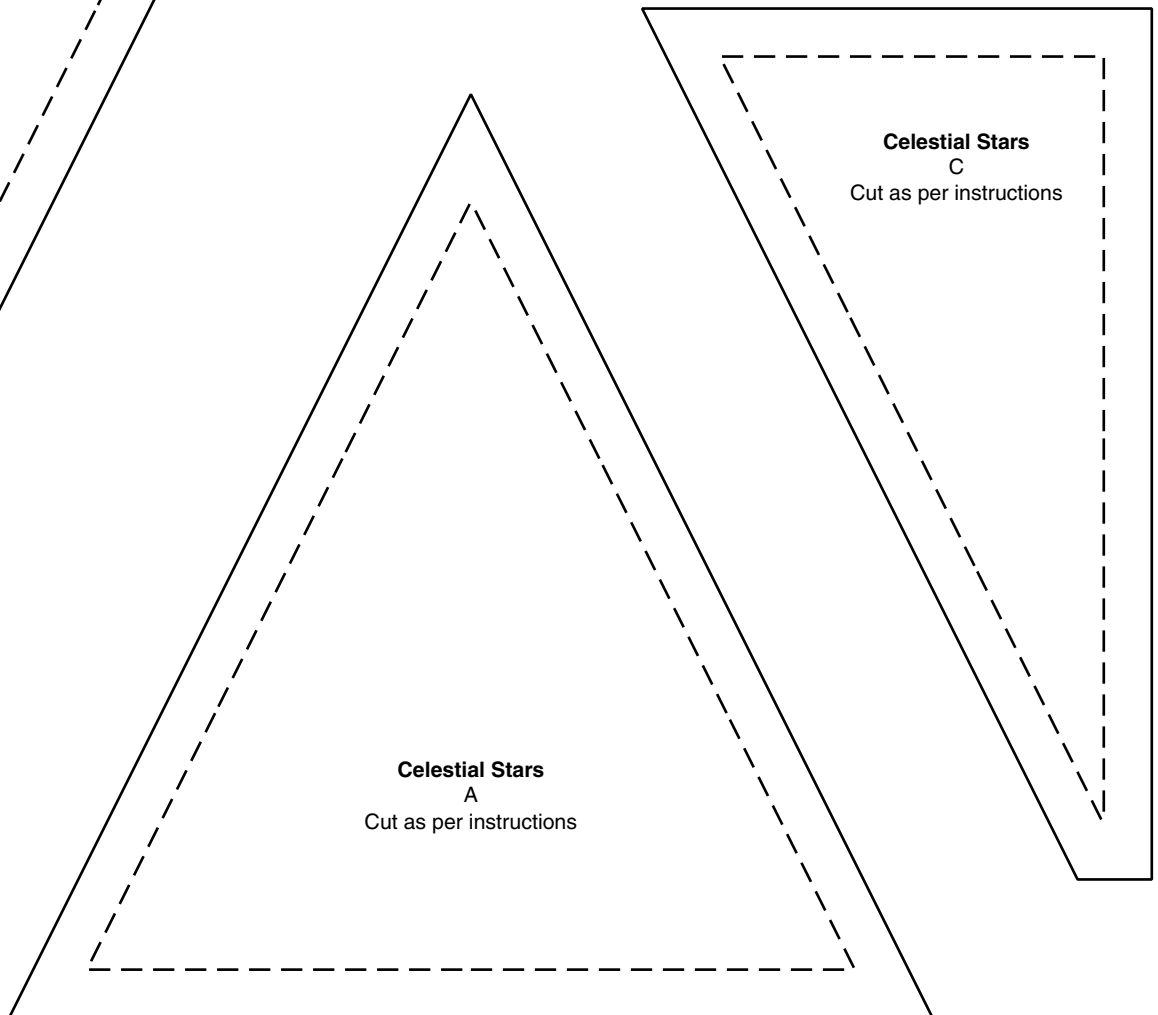 Celestial Stars
C
Cut as per instructions
Celestial Stars
A
Cut as per instructions